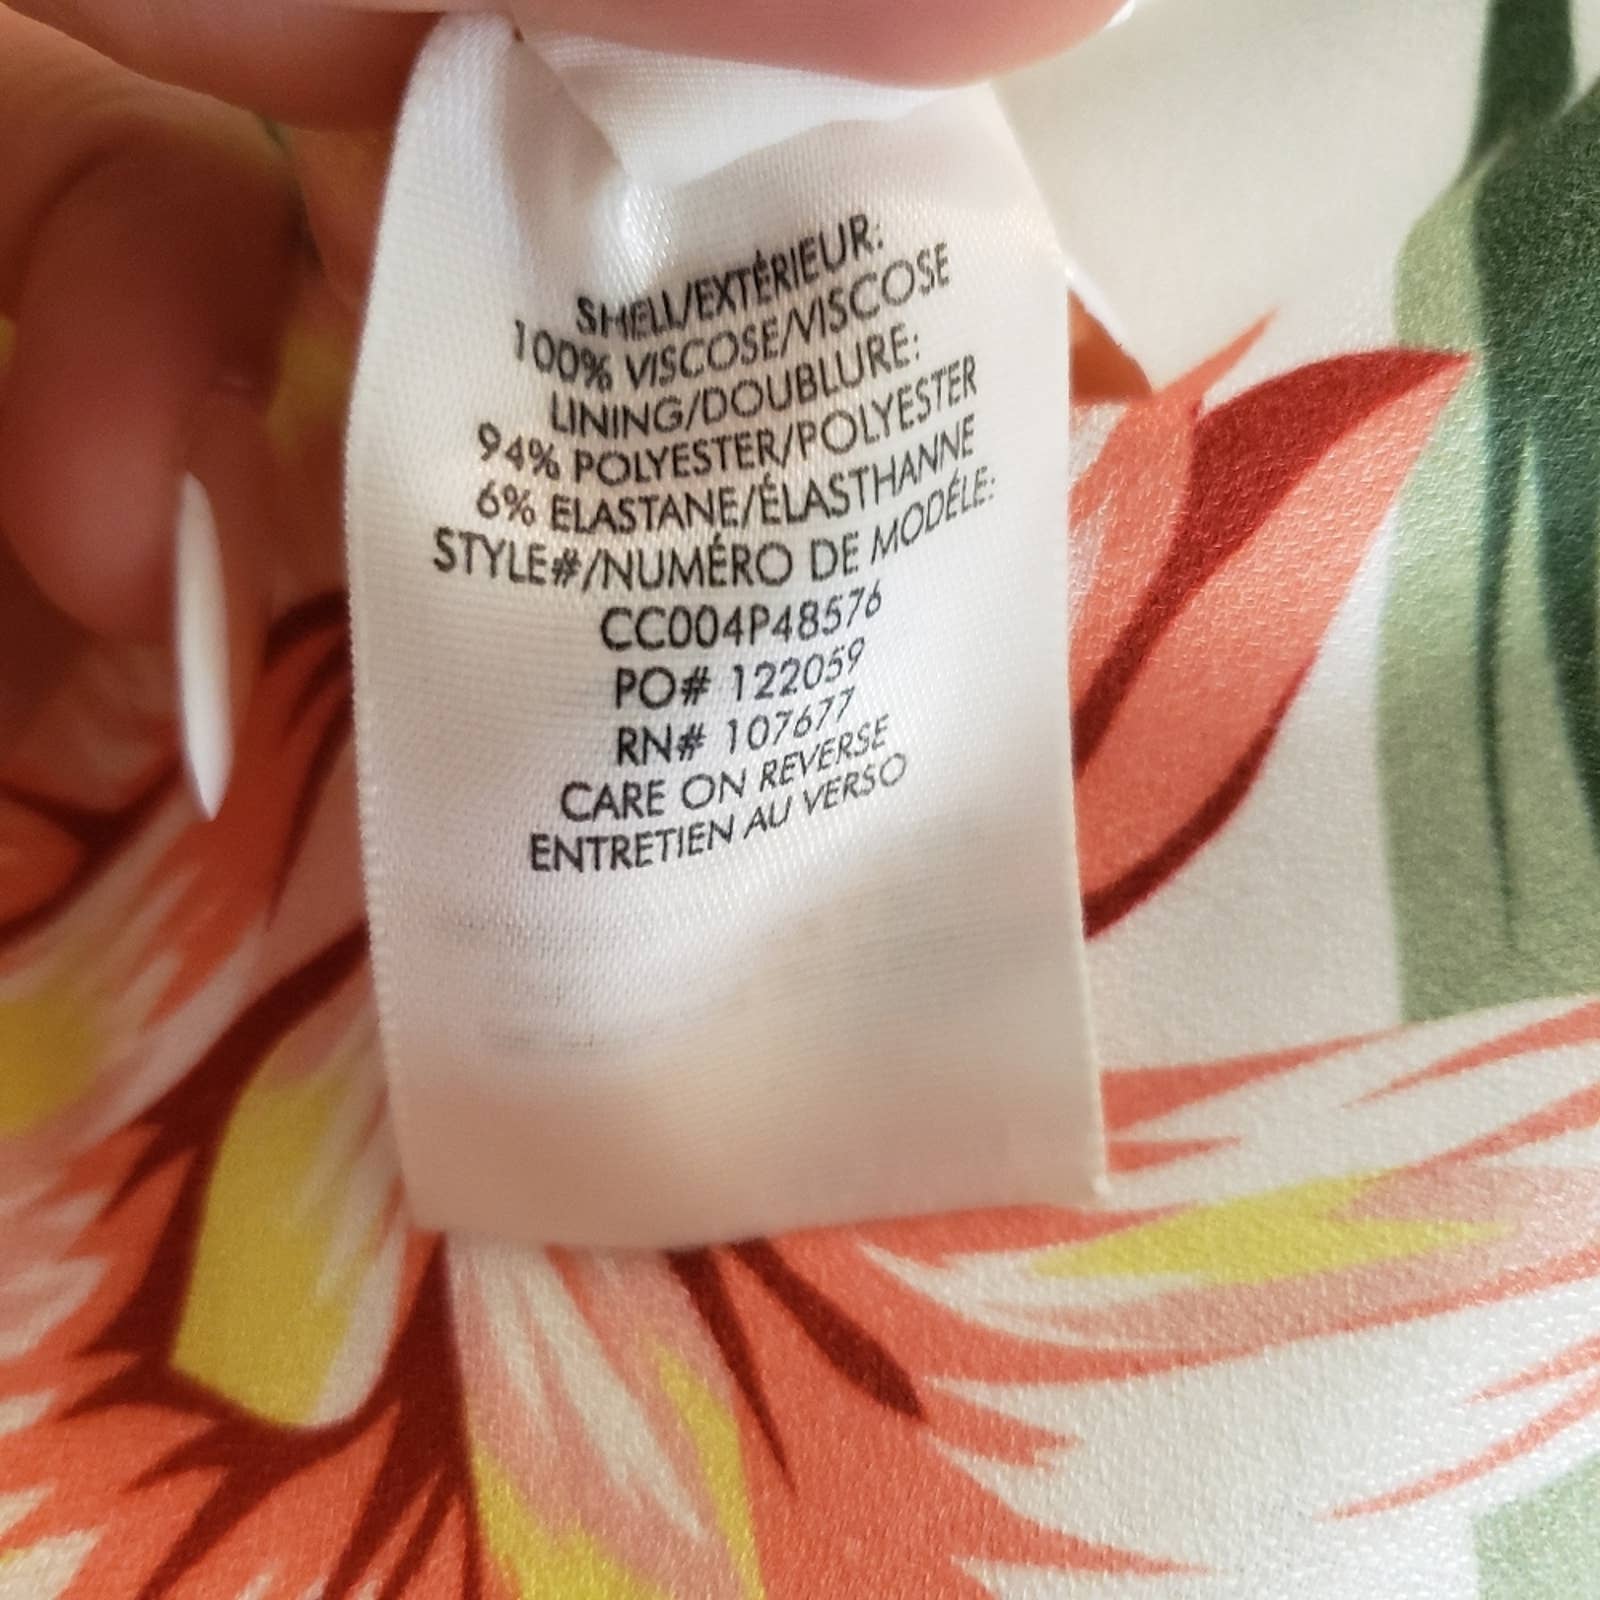 SHELL/EXTÉRIEUR:
100% VISCOSE/VISCOSE
LINING/DOUBLURE:
94% POLYESTER/POLYESTER
6% ELASTANE/ÉLASTHANNE
STYLE#/NUMÉRO DE MODÉLE:
CC004P48576
PO# 122059
RN# 107677
CARE ON REVERSE
ENTRETIEN AU VERSO